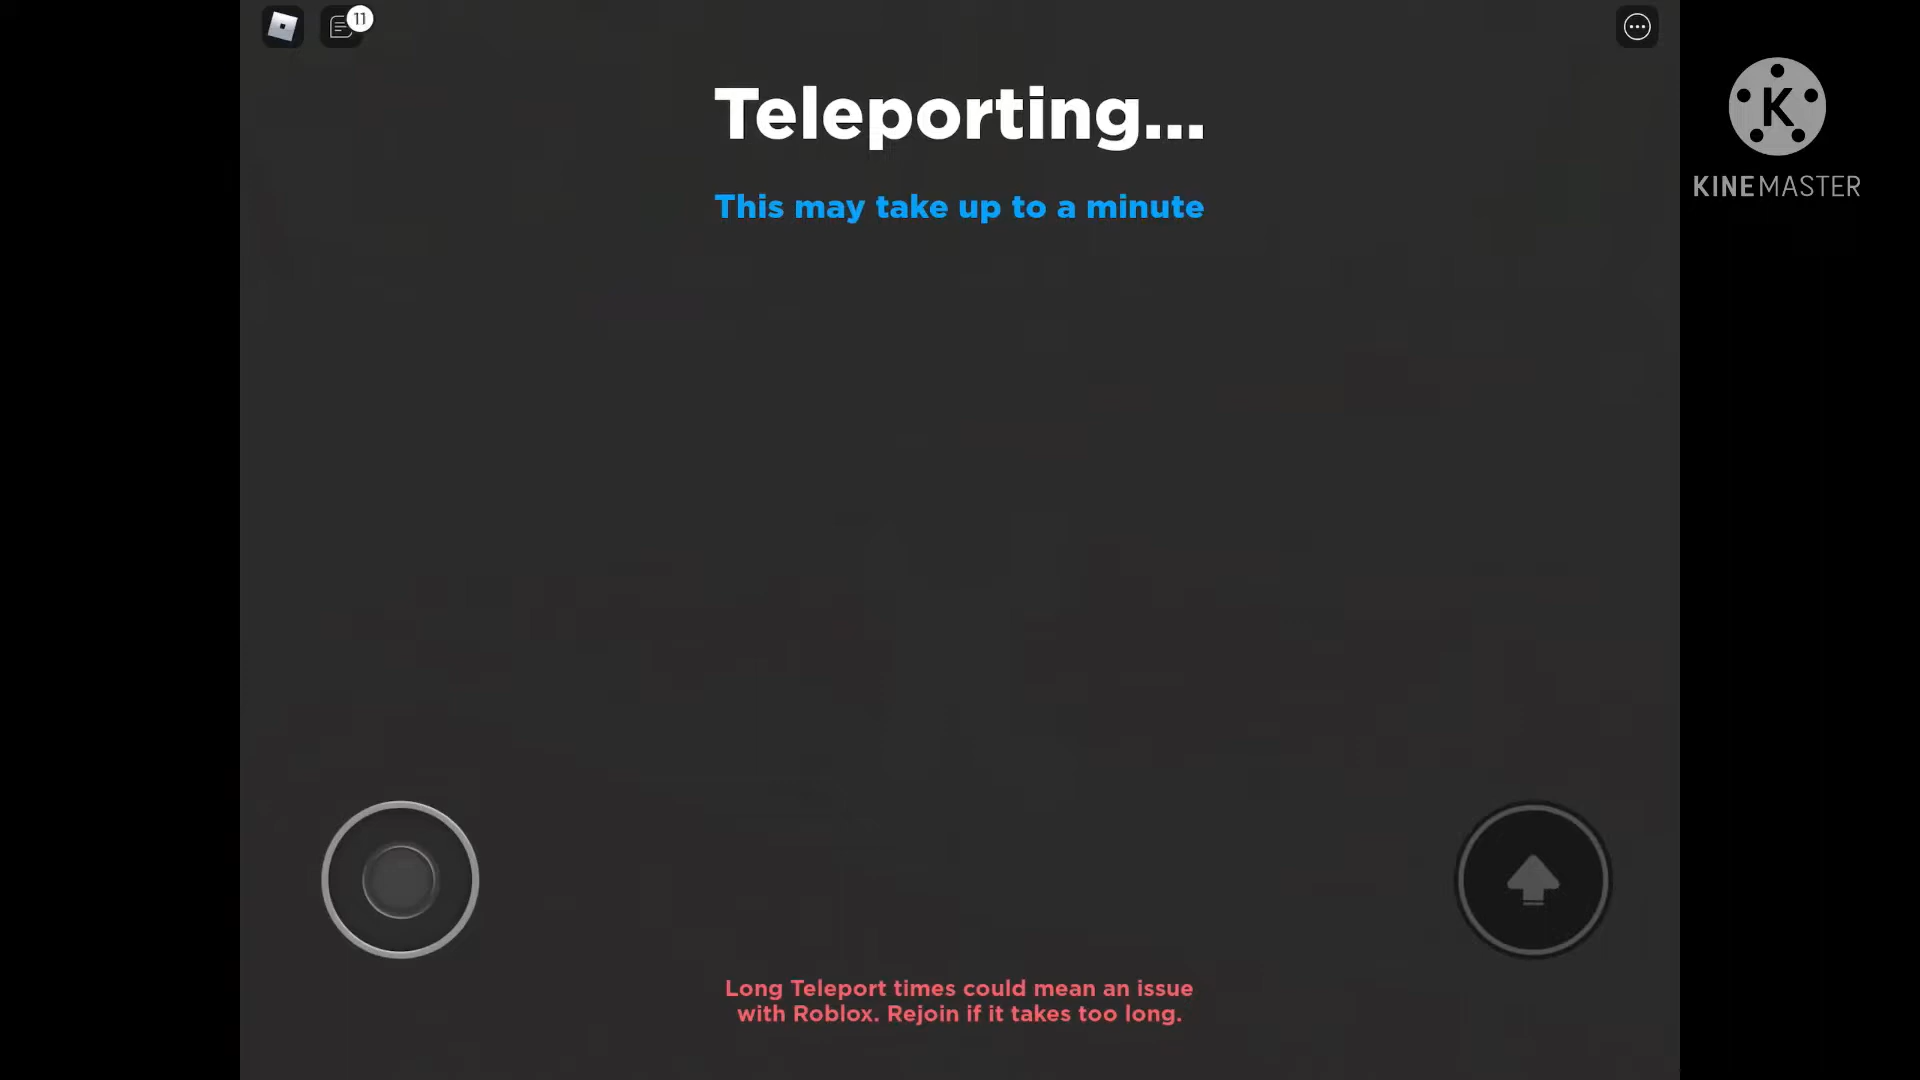 11
Teleporting...
This may take up to a minute
K
KINEMASTER
Long Teleport times could mean an issue
with Roblox. Rejoin if it takes too long.